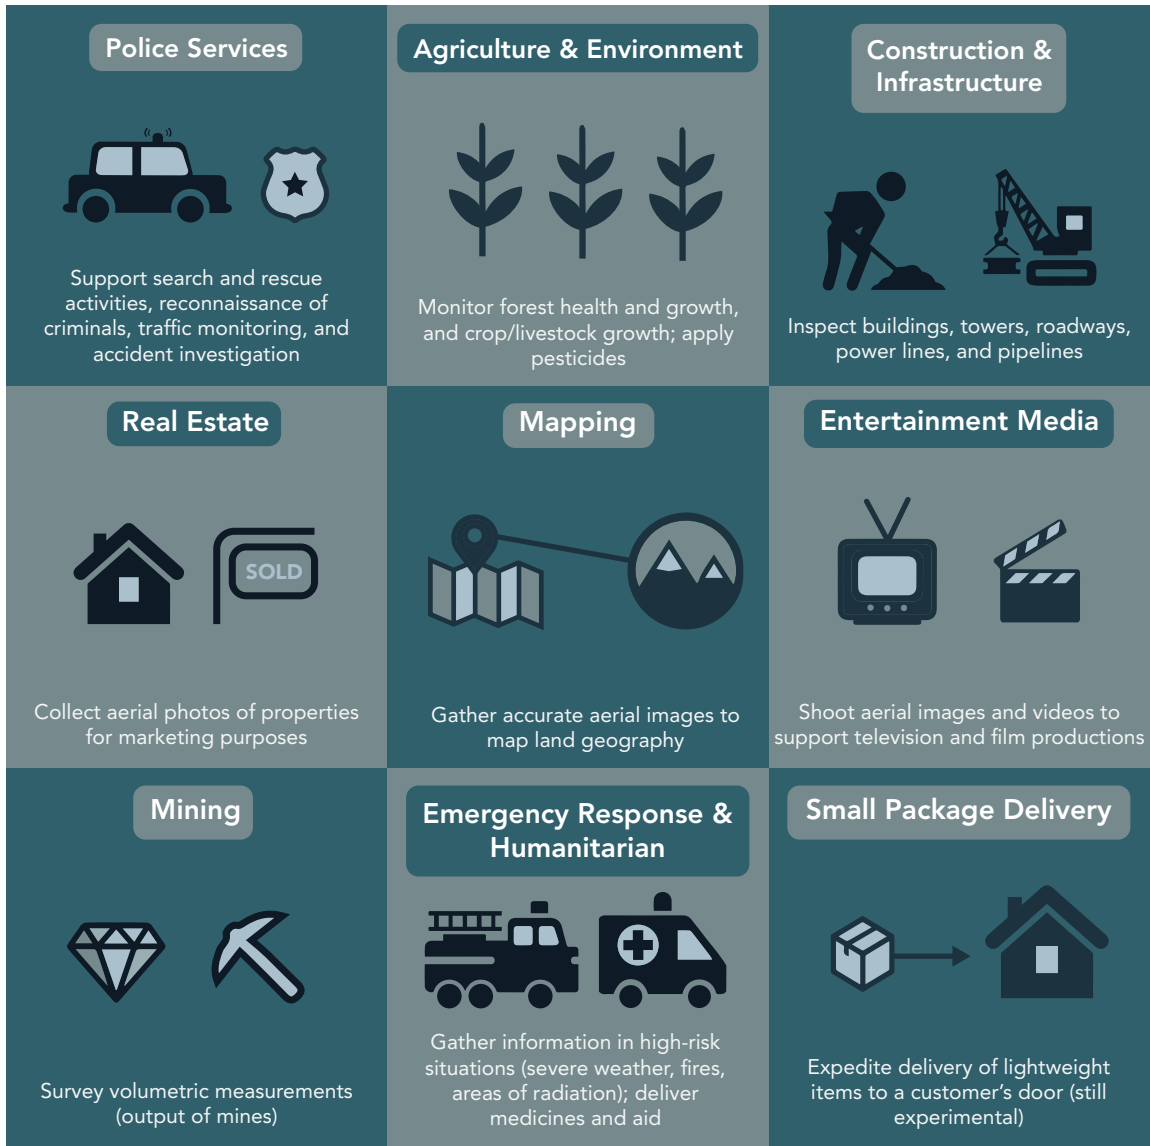 Police Services
Support search and rescue
activities, reconnaissance of
criminals, traffic monitoring, and
accident investigation
Agriculture & Environment
Monitor forest health and growth,
and crop/livestock growth; apply
pesticides
Construction &
Infrastructure
Inspect buildings, towers, roadways,
power lines, and pipelines
Real Estate
SOLD
Collect aerial photos of properties
for marketing purposes
Mapping
Gather accurate aerial images to
map land geography
Entertainment Media
Shoot aerial images and videos to
support television and film productions
Mining
Survey volumetric measurements
(output of mines)
Emergency Response &
Humanitarian
Gather information in high-risk
situations (severe weather, fires,
areas of radiation); deliver
medicines and aid
Small Package Delivery
Expedite delivery of lightweight
items to a customer’s door (still
experimental)